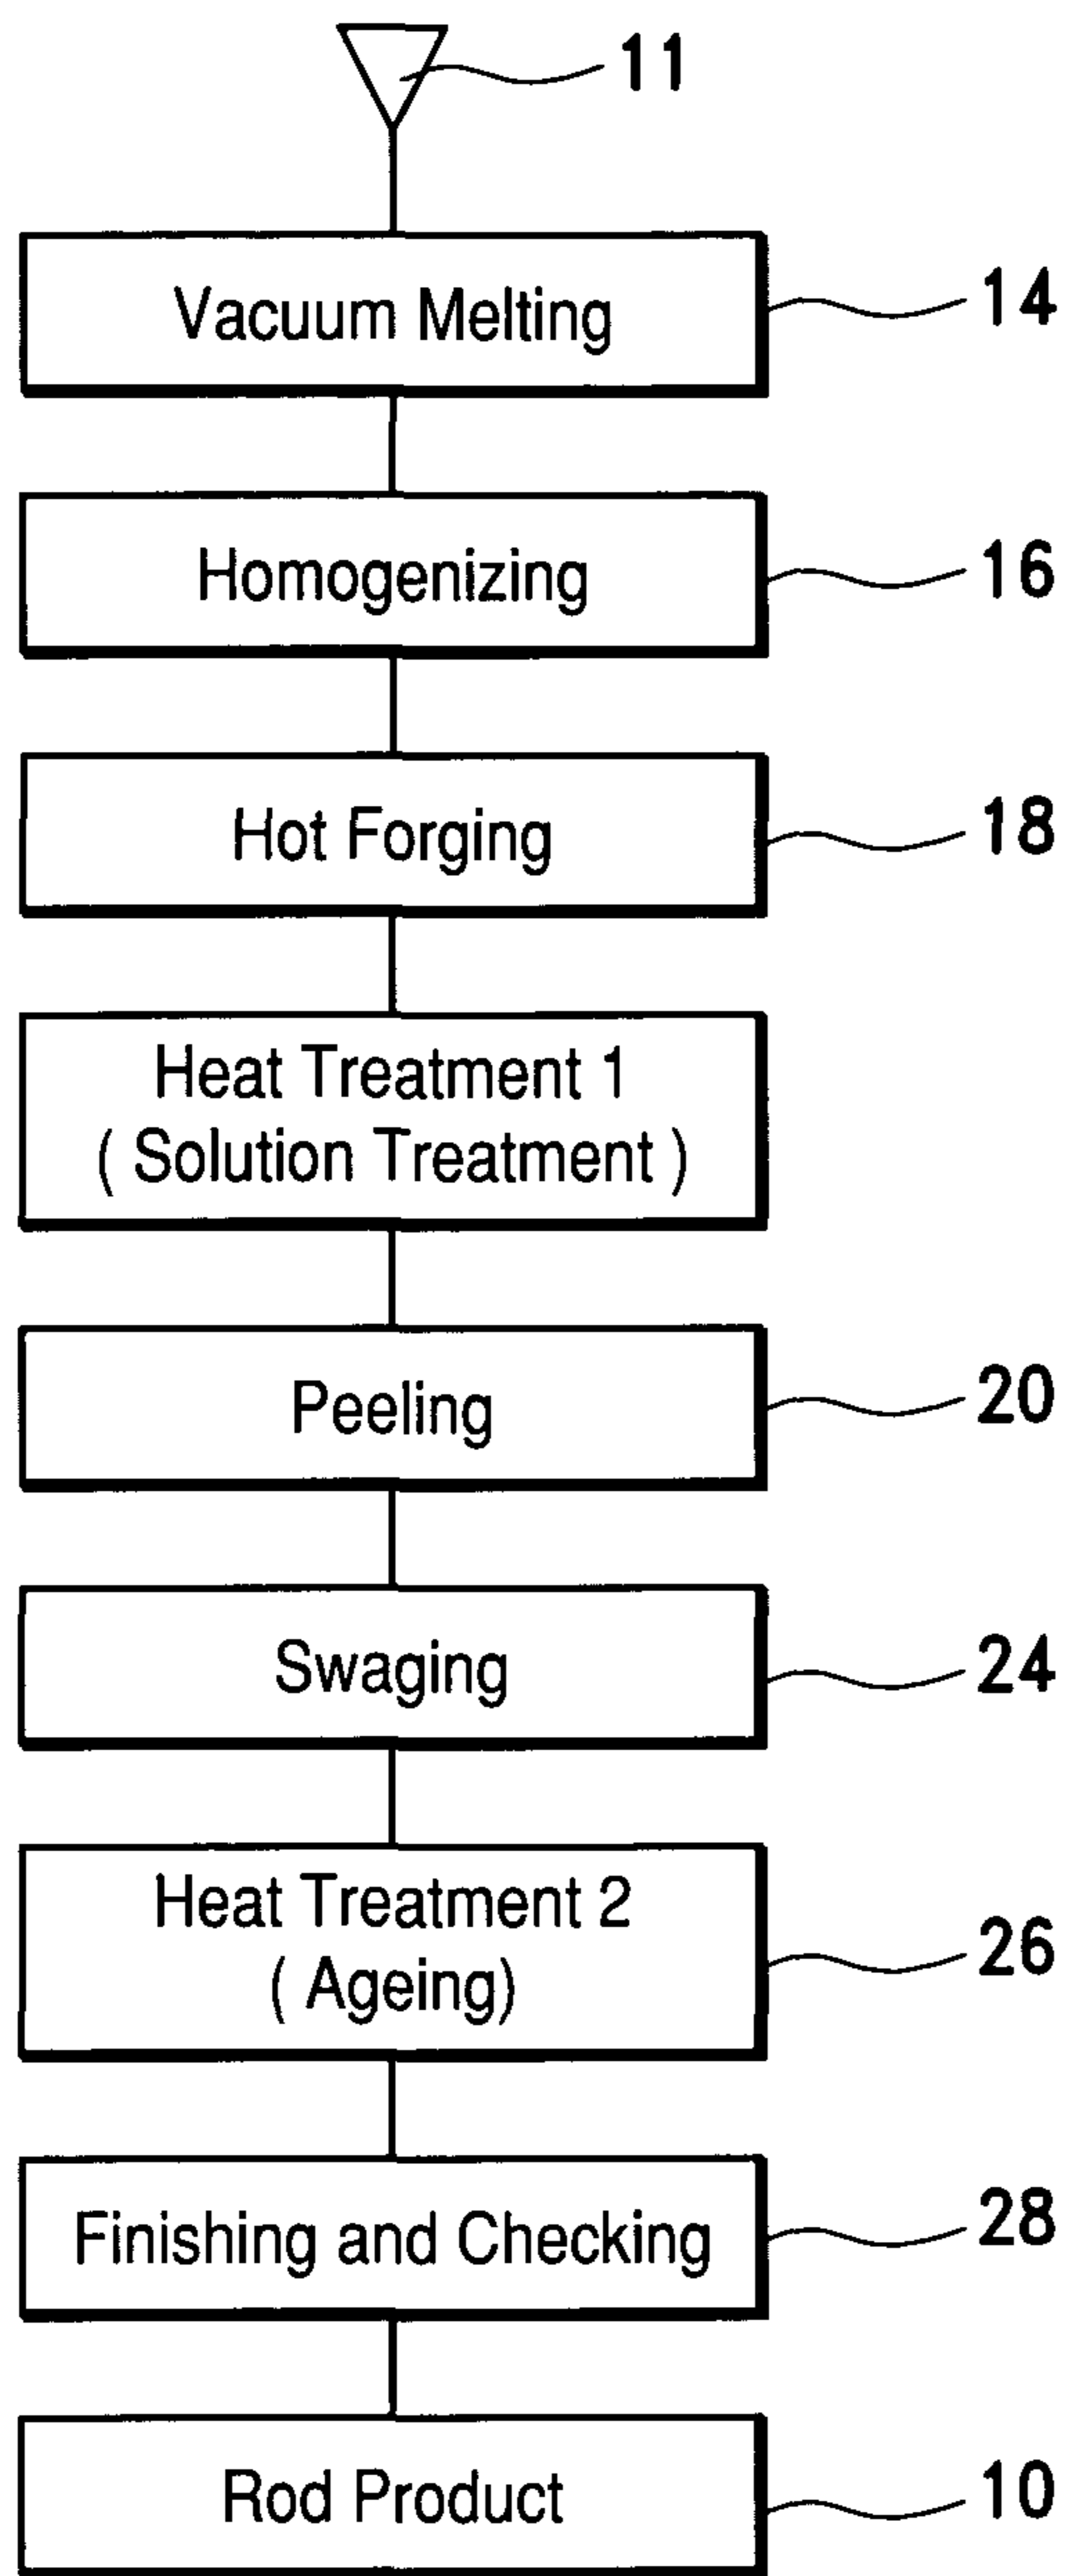 11
Vacuum Melting
14
Homogenizing
16
Hot Forging
18
Heat Treatment 1
( Solution Treatment )
Peeling
20
Swaging
24
Heat Treatment 2
( Ageing)
26
Finishing and Checking
28
Rod Product
10